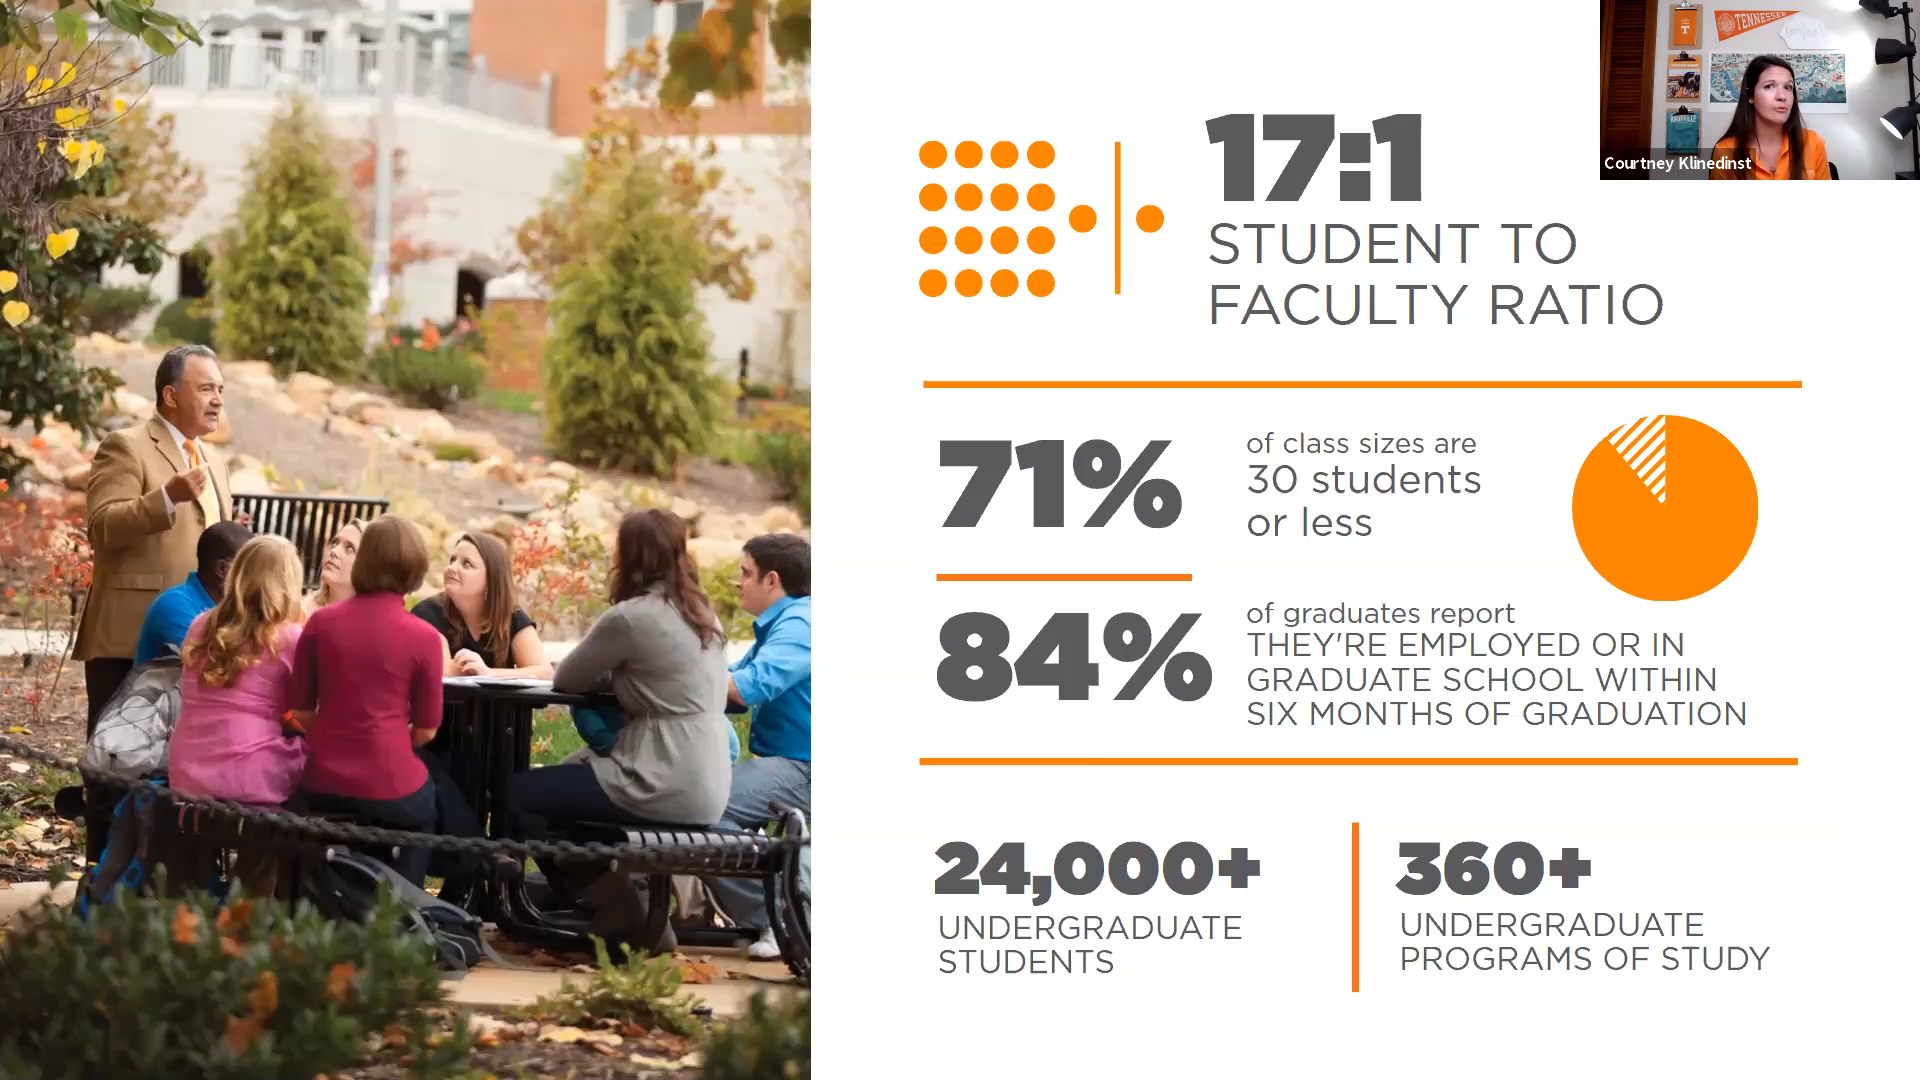 17:1
STUDENT TO
FACULTY RATIO
71%
of class sizes are
30 students
or less
84%
of graduates report
THEY'RE EMPLOYED OR IN
GRADUATE SCHOOL WITHIN
SIX MONTHS OF GRADUATION
24,000+
UNDERGRADUATE
STUDENTS
360+
UNDERGRADUATE
PROGRAMS OF STUDY
TENNESSEE
T
KNOXVILLE
Courtney Klinedinst